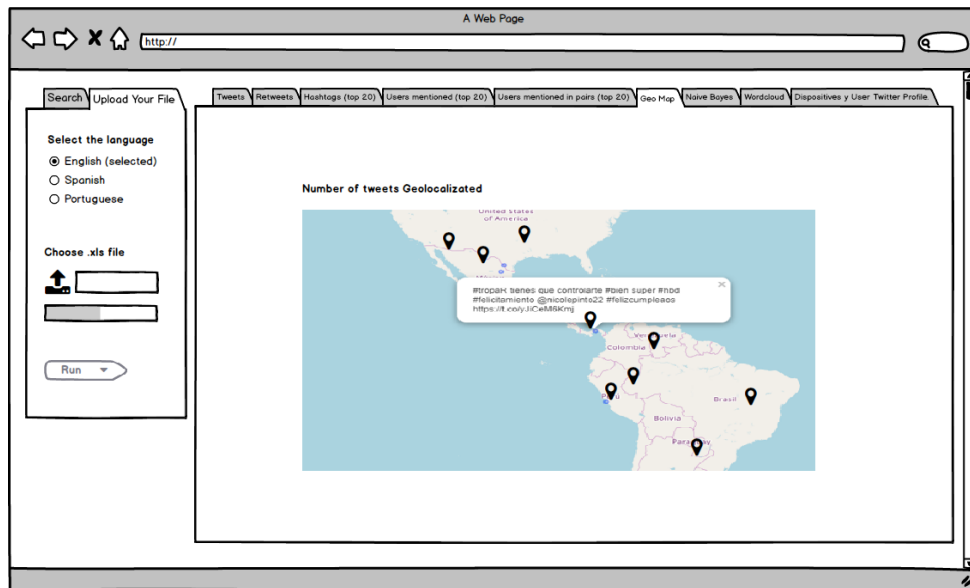 A Web Page
http://
Search
Upload Your File
Tweets
Retweets
Hashtags (top 20)
Users mentioned (top 20)
Users mentioned in pairs (top 20)
Geo Map
Naive Bayes
Wordcloud
Dispositives y User Twitter Profile
Select the language
English (selected)
Spanish
Portuguese
Choose .xls file
Run
Number of tweets Geolocalizated
United States
of America
México
#tropaR tienes que controlarte #bien super #hbd
#felicitamiento @nicolepinto22 #felizcumpleaos
https://t.co/yJiCeM6Kmj
Venezuela
Colombia
Perú
Brasil
Bolivia
Paraguay